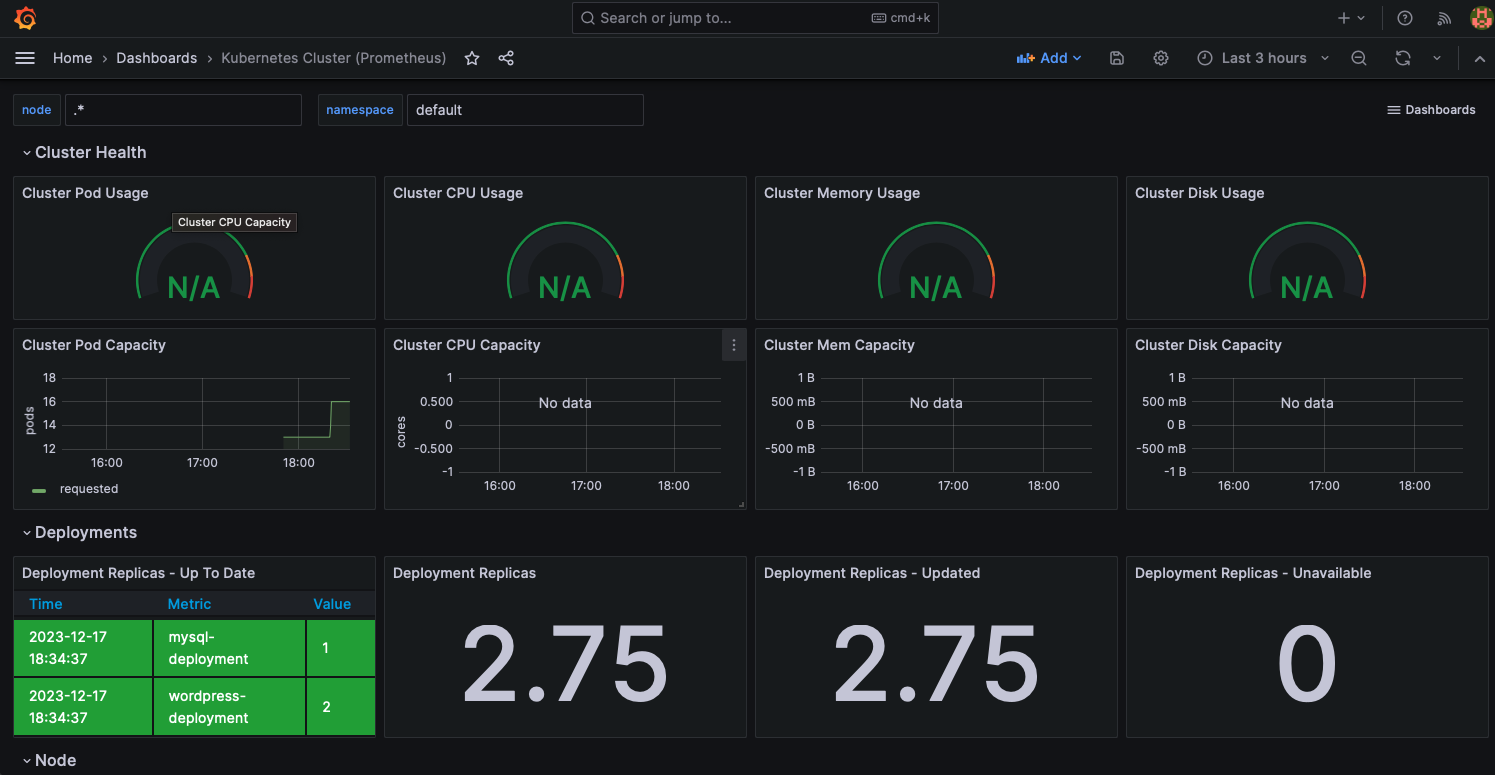 Search or jump to... cmd+k
Home › Dashboards › Kubernetes Cluster (Prometheus) Add Last 3 hours
node .* namespace default Dashboards
Cluster Health
Cluster Pod Usage
Cluster CPU Capacity
N/A
Cluster CPU Usage
N/A
Cluster Memory Usage
N/A
Cluster Disk Usage
N/A
Cluster Pod Capacity
18
16
14
12
pods
16:00 17:00 18:00
requested
Cluster CPU Capacity
1
0.500
0
-0.500
-1
cores
No data
16:00 17:00 18:00
Cluster Mem Capacity
1 B
500 mB
0 B
-500 mB
-1 B
No data
16:00 17:00 18:00
Cluster Disk Capacity
1 B
500 mB
0 B
-500 mB
-1 B
No data
16:00 17:00 18:00
Deployments
Deployment Replicas - Up To Date
Time Metric Value
2023-12-17 18:34:37 mysql-deployment 1
2023-12-17 18:34:37 wordpress-deployment 2
Deployment Replicas
2.75
Deployment Replicas - Updated
2.75
Deployment Replicas - Unavailable
0
Node